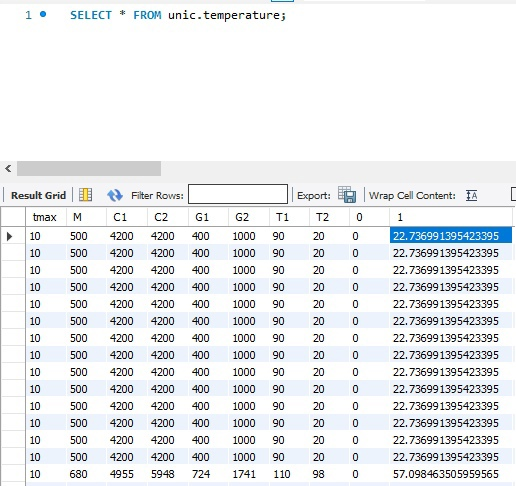 1 SELECT * FROM unic.temperature;
Result Grid Filter Rows: Export: Wrap Cell Content: IA
tmax M C1 C2 G1 G2 T1 T2 0 1
10 500 4200 4200 400 1000 90 20 0 22.736991395423395
10 500 4200 4200 400 1000 90 20 0 22.736991395423395
10 500 4200 4200 400 1000 90 20 0 22.736991395423395
10 500 4200 4200 400 1000 90 20 0 22.736991395423395
10 500 4200 4200 400 1000 90 20 0 22.736991395423395
10 500 4200 4200 400 1000 90 20 0 22.736991395423395
10 500 4200 4200 400 1000 90 20 0 22.736991395423395
10 500 4200 4200 400 1000 90 20 0 22.736991395423395
10 500 4200 4200 400 1000 90 20 0 22.736991395423395
10 500 4200 4200 400 1000 90 20 0 22.736991395423395
10 500 4200 4200 400 1000 90 20 0 22.736991395423395
10 500 4200 4200 400 1000 90 20 0 22.736991395423395
10 500 4200 4200 400 1000 90 20 0 22.736991395423395
10 500 4200 4200 400 1000 90 20 0 22.736991395423395
10 680 4955 5948 724 1741 110 98 0 57.098463505959565